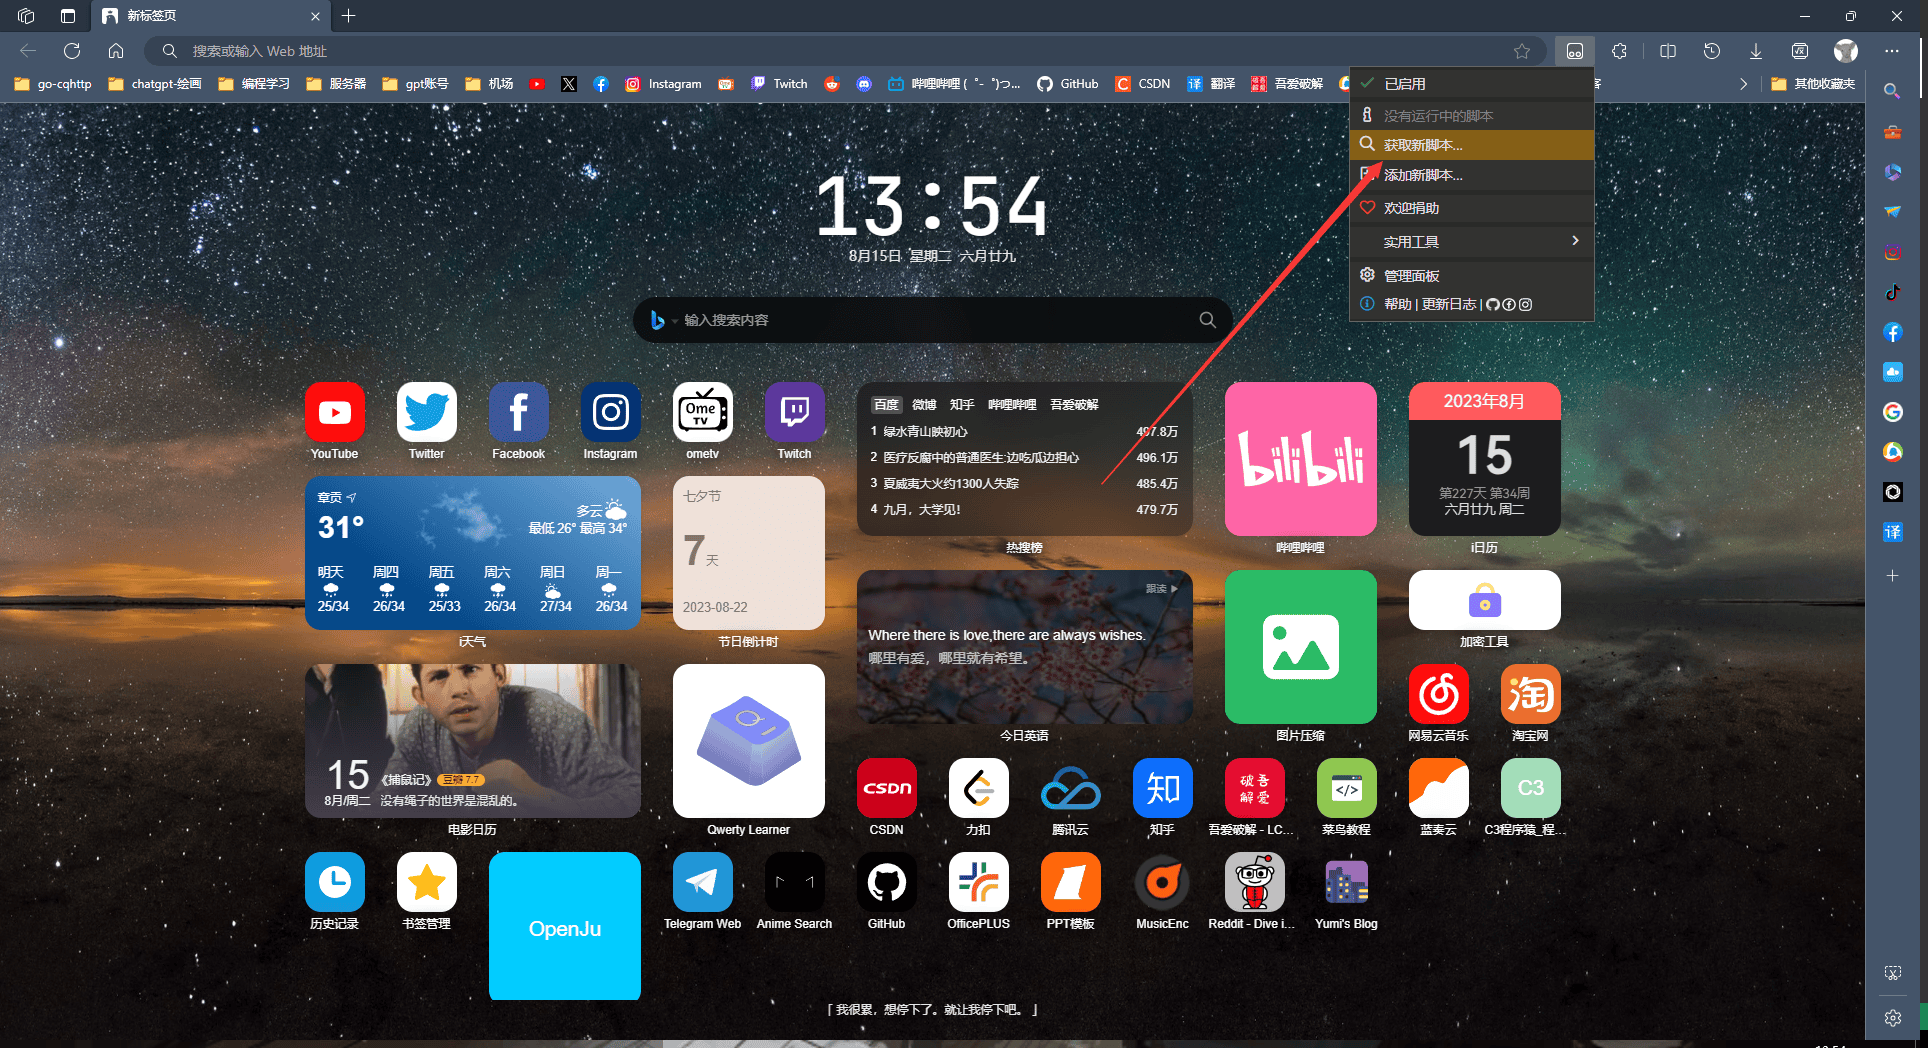 新标签页
搜索或输入 Web 地址
go-cqhttp
chatgpt-绘画
编程学习
服务器
gpt账号
机场
Instagram
Twitch
哔哩哔哩 ( ゜- ゜)つ...
GitHub
CSDN
翻译
吾爱破解
客
其他收藏夹
已启用
没有运行中的脚本
获取新脚本...
添加新脚本...
欢迎捐助
实用工具
管理面板
帮助 | 更新日志 |
13:54
8月15日 星期二 六月廿九
输入搜索内容
YouTube
Twitter
Facebook
Instagram
Ome TV
ometv
Twitch
百度 微博 知乎 哔哩哔哩 吾爱破解
1 绿水青山映初心 497.8万
2 医疗反腐中的普通医生:边吃瓜边担心 496.1万
3 夏威夷大火约1300人失踪 485.4万
4 九月，大学见! 479.7万
热搜榜
bilibili
哔哩哔哩
2023年8月
15
第227天 第34周
六月廿九 周二
i日历
章贡
31°
多云
最低 26° 最高 34°
明天 周四 周五 周六 周日 周一
25/34 26/34 25/33 26/34 27/34 26/34
i天气
七夕节
7 天
2023-08-22
节日倒计时
跟读
Where there is love,there are always wishes.
哪里有爱，哪里就有希望。
今日英语
图片压缩
加密工具
网易云音乐
淘
淘宝网
15 《捕鼠记》 豆瓣 7.7
8月/周二 没有绳子的世界是混乱的。
电影日历
Q
Qwerty Learner
CSDN
CSDN
力扣
腾讯云
知
知乎
破吾
解爱
吾爱破解 - LC...
</>
菜鸟教程
蓝奏云
C3
C3程序猿_程...
历史记录
书签管理
OpenJu
Telegram Web
Anime Search
GitHub
OfficePLUS
PPT模板
MusicEnc
Reddit - Dive i...
Yumi's Blog
「 我很累，想停下了。就让我停下吧。 」
译